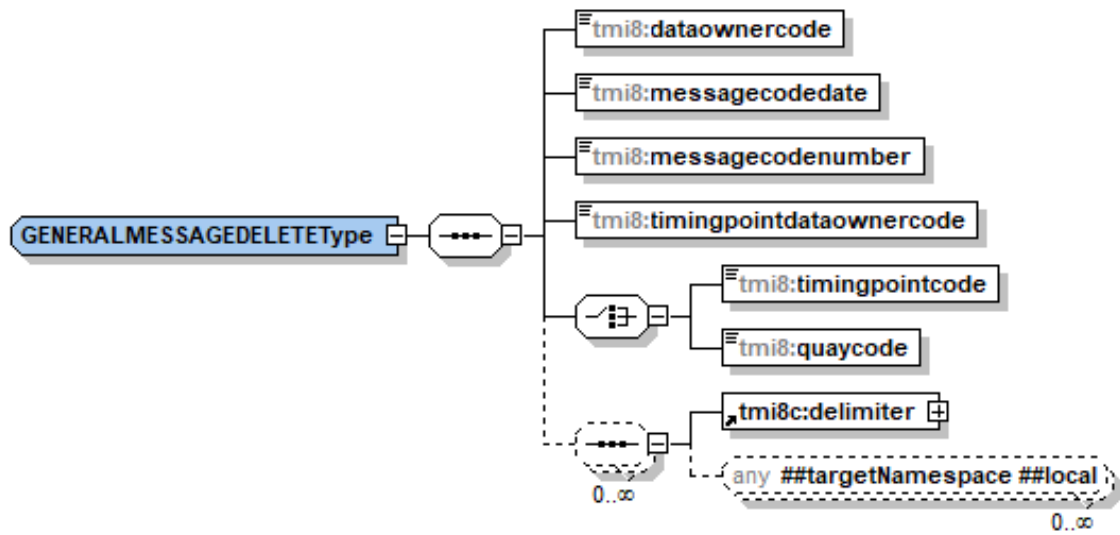 tmi8:dataownercode
tmi8:messagecodedate
tmi8:messagecodenumber
tmi8:timingpointdataownercode
GENERALMESSAGEDELETEType
tmi8:timingpointcode
tmi8:quaycode
tmi8c:delimiter
any ##targetNamespace ##local
0..∞
0..∞